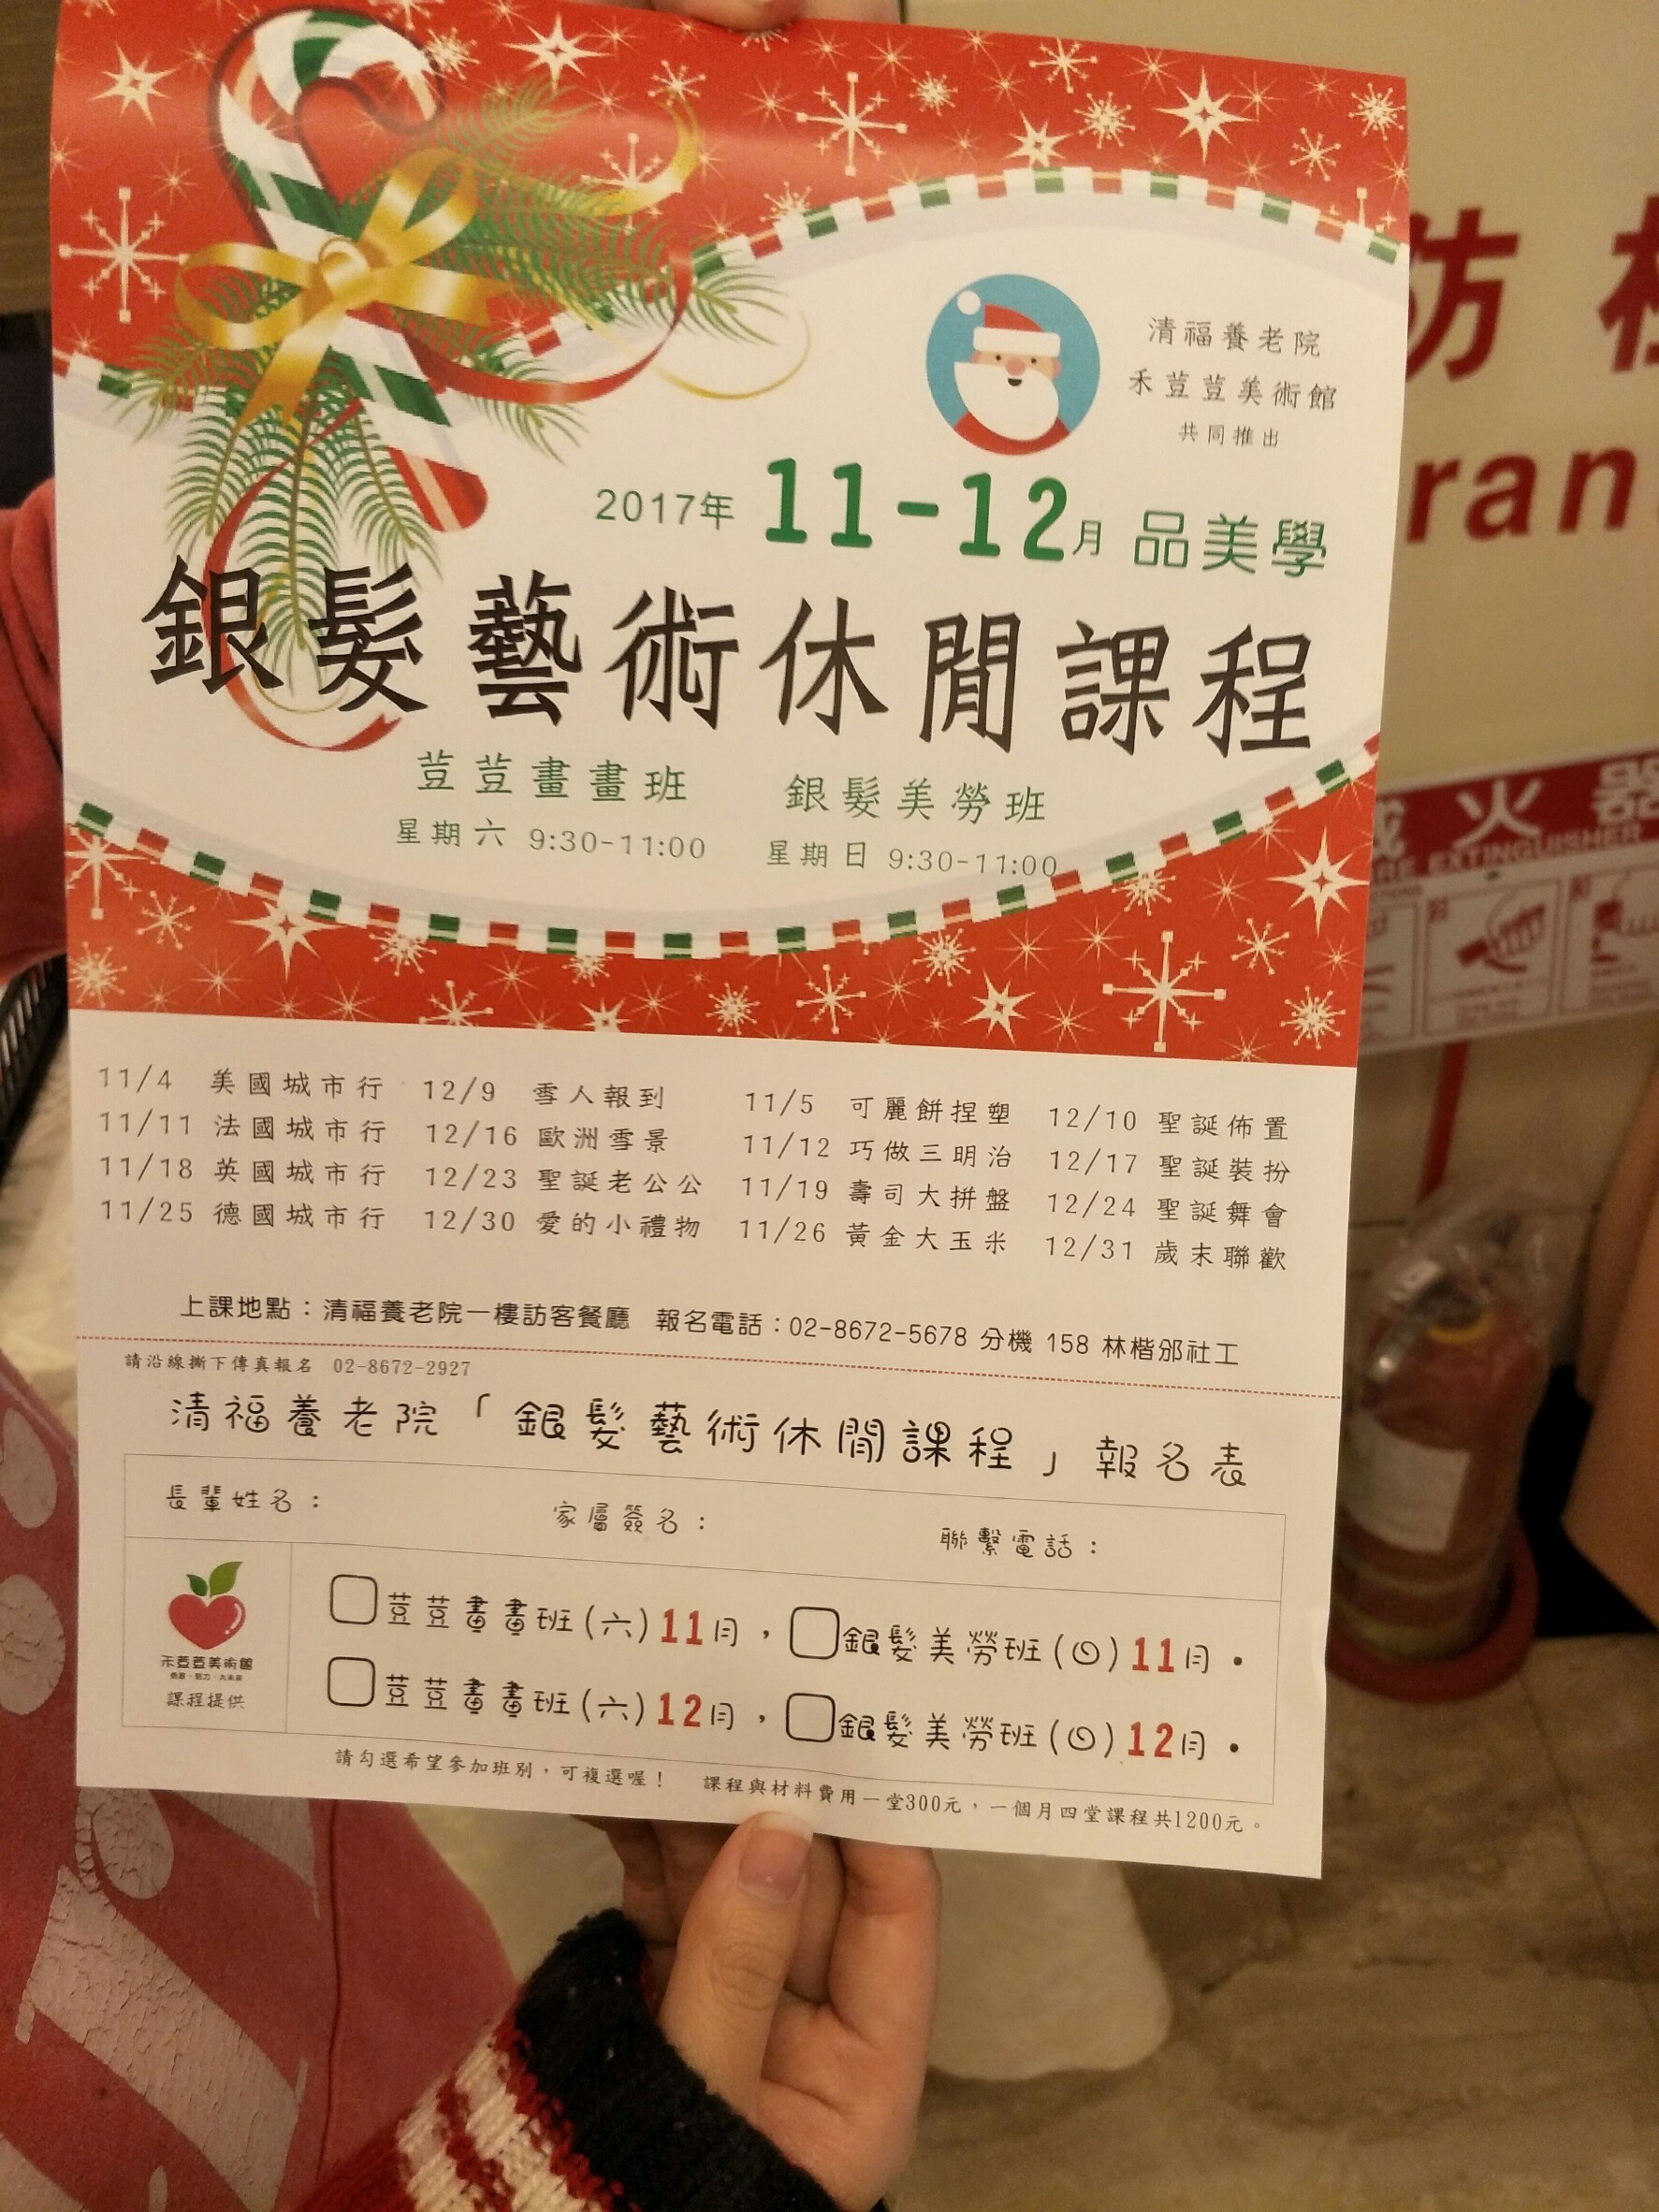 清福養老院
禾荳荳美術館
共同推出
2017年 11-12月 品美學
銀髮藝術休閒課程
荳荳畫畫班 銀髮美勞班
星期六 9:30-11:00 星期日 9:30-11:00
11/4 美國城市行 12/9 雪人報到 11/5 可麗餅捏塑 12/10 聖誕佈置
11/11 法國城市行 12/16 歐洲雪景 11/12 巧做三明治 12/17 聖誕裝扮
11/18 英國城市行 12/23 聖誕老公公 11/19 壽司大拼盤 12/24 聖誕舞會
11/25 德國城市行 12/30 愛的小禮物 11/26 黃金大玉米 12/31 歲末聯歡
上課地點：清福養老院一樓訪客餐廳 報名電話：02-8672-5678 分機 158 林楷邠社工
請沿線撕下傳真報名 02-8672-2927
清福養老院「銀髮藝術休閒課程」報名表
長輩姓名： 家屬簽名： 聯繫電話：
荳荳畫畫班(六)11月，銀髮美勞班(日)11月。
荳荳畫畫班(六)12月，銀髮美勞班(日)12月。
禾荳荳美術館
課程提供
請勾選希望參加班別，可複選喔！ 課程與材料費用一堂300元，一個月四堂課程共1200元。
防
ran
火器
EXTINGUISHER